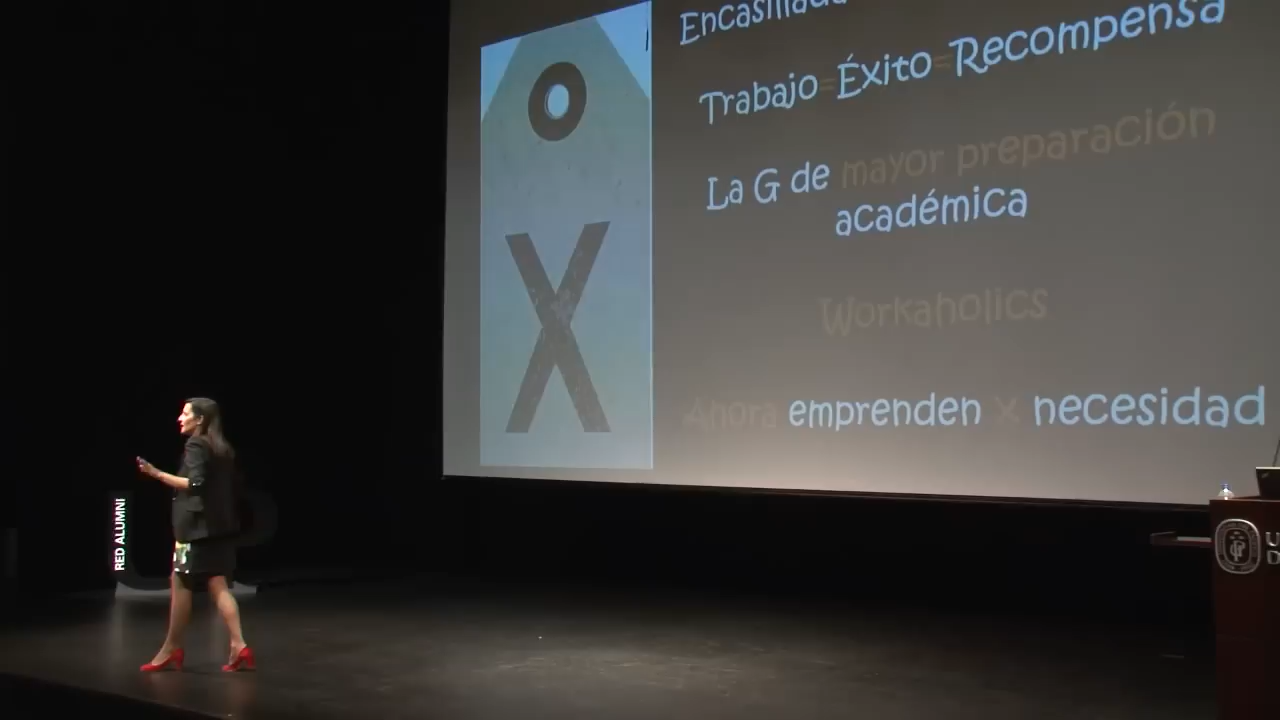 Trabajo = Éxito = Recompensa
La G de mayor preparación
académica
X
Workaholics
Ahora emprenden x necesidad
RED ALUMNI